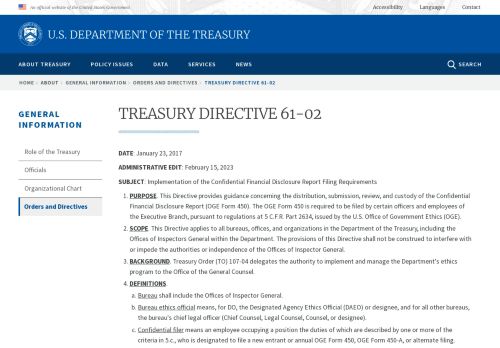 An official website of the United States Government
Accessibility Languages Contact
U.S. DEPARTMENT OF THE TREASURY
ABOUT TREASURY POLICY ISSUES DATA SERVICES NEWS SEARCH
HOME › ABOUT › GENERAL INFORMATION › ORDERS AND DIRECTIVES › TREASURY DIRECTIVE 61-02
GENERAL
INFORMATION
Role of the Treasury
Officials
Organizational Chart
Orders and Directives
TREASURY DIRECTIVE 61-02
DATE: January 23, 2017
ADMINISTRATIVE EDIT: February 15, 2023
SUBJECT: Implementation of the Confidential Financial Disclosure Report Filing Requirements
1. PURPOSE. This Directive provides guidance concerning the distribution, submission, review, and custody of the Confidential
Financial Disclosure Report (OGE Form 450). The OGE Form 450 is required to be filed by certain officers and employees of
the Executive Branch, pursuant to regulations at 5 C.F.R. Part 2634, issued by the U.S. Office of Government Ethics (OGE).
2. SCOPE. This Directive applies to all bureaus, offices, and organizations in the Department of the Treasury, including the
Offices of Inspectors General within the Department. The provisions of this Directive shall not be construed to interfere with
or impede the authorities or independence of the Offices of Inspector General.
3. BACKGROUND. Treasury Order (TO) 107-04 delegates the authority to implement and manage the Department's ethics
program to the Office of the General Counsel.
4. DEFINITIONS.
a. Bureau shall include the Offices of Inspector General.
b. Bureau ethics official means, for DO, the Designated Agency Ethics Official (DAEO) or designee, and for all other bureaus,
the bureau's chief legal officer (Chief Counsel, Legal Counsel, Counsel, or designee).
c. Confidential filer means an employee occupying a position the duties of which are described by one or more of the
criteria in 5.c., who is designated to file a new entrant or annual OGE Form 450, OGE 450-A, or alternate filing.